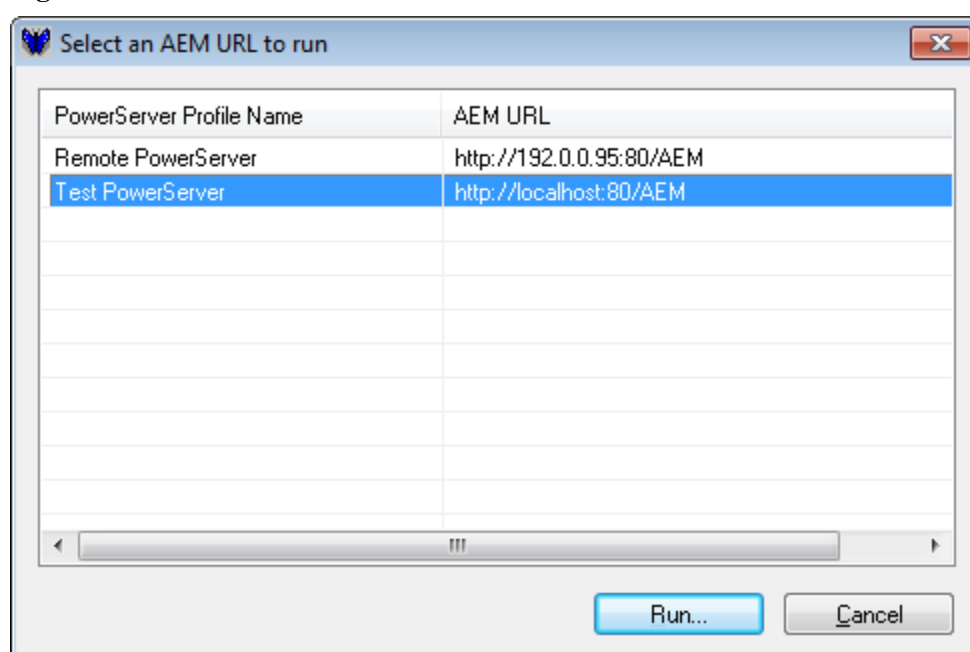 Select an AEM URL to run
PowerServer Profile Name AEM URL
Remote PowerServer http://192.0.0.95:80/AEM
Test PowerServer http://localhost:80/AEM
Run... Cancel